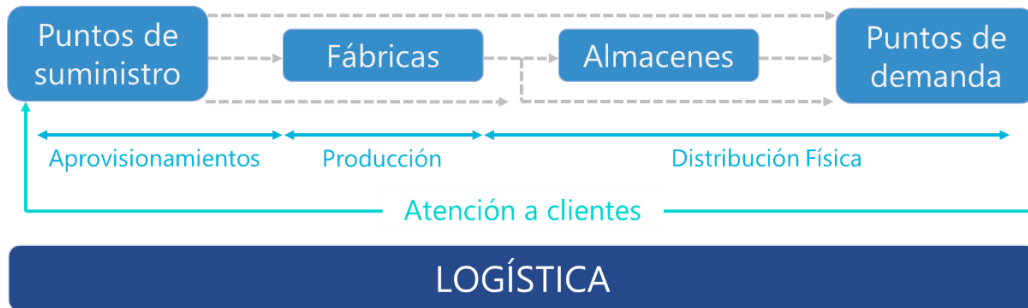 Puntos de
suministro
Fábricas
Almacenes
Puntos de
demanda
Aprovisionamientos
Producción
Distribución Física
Atención a clientes
LOGÍSTICA